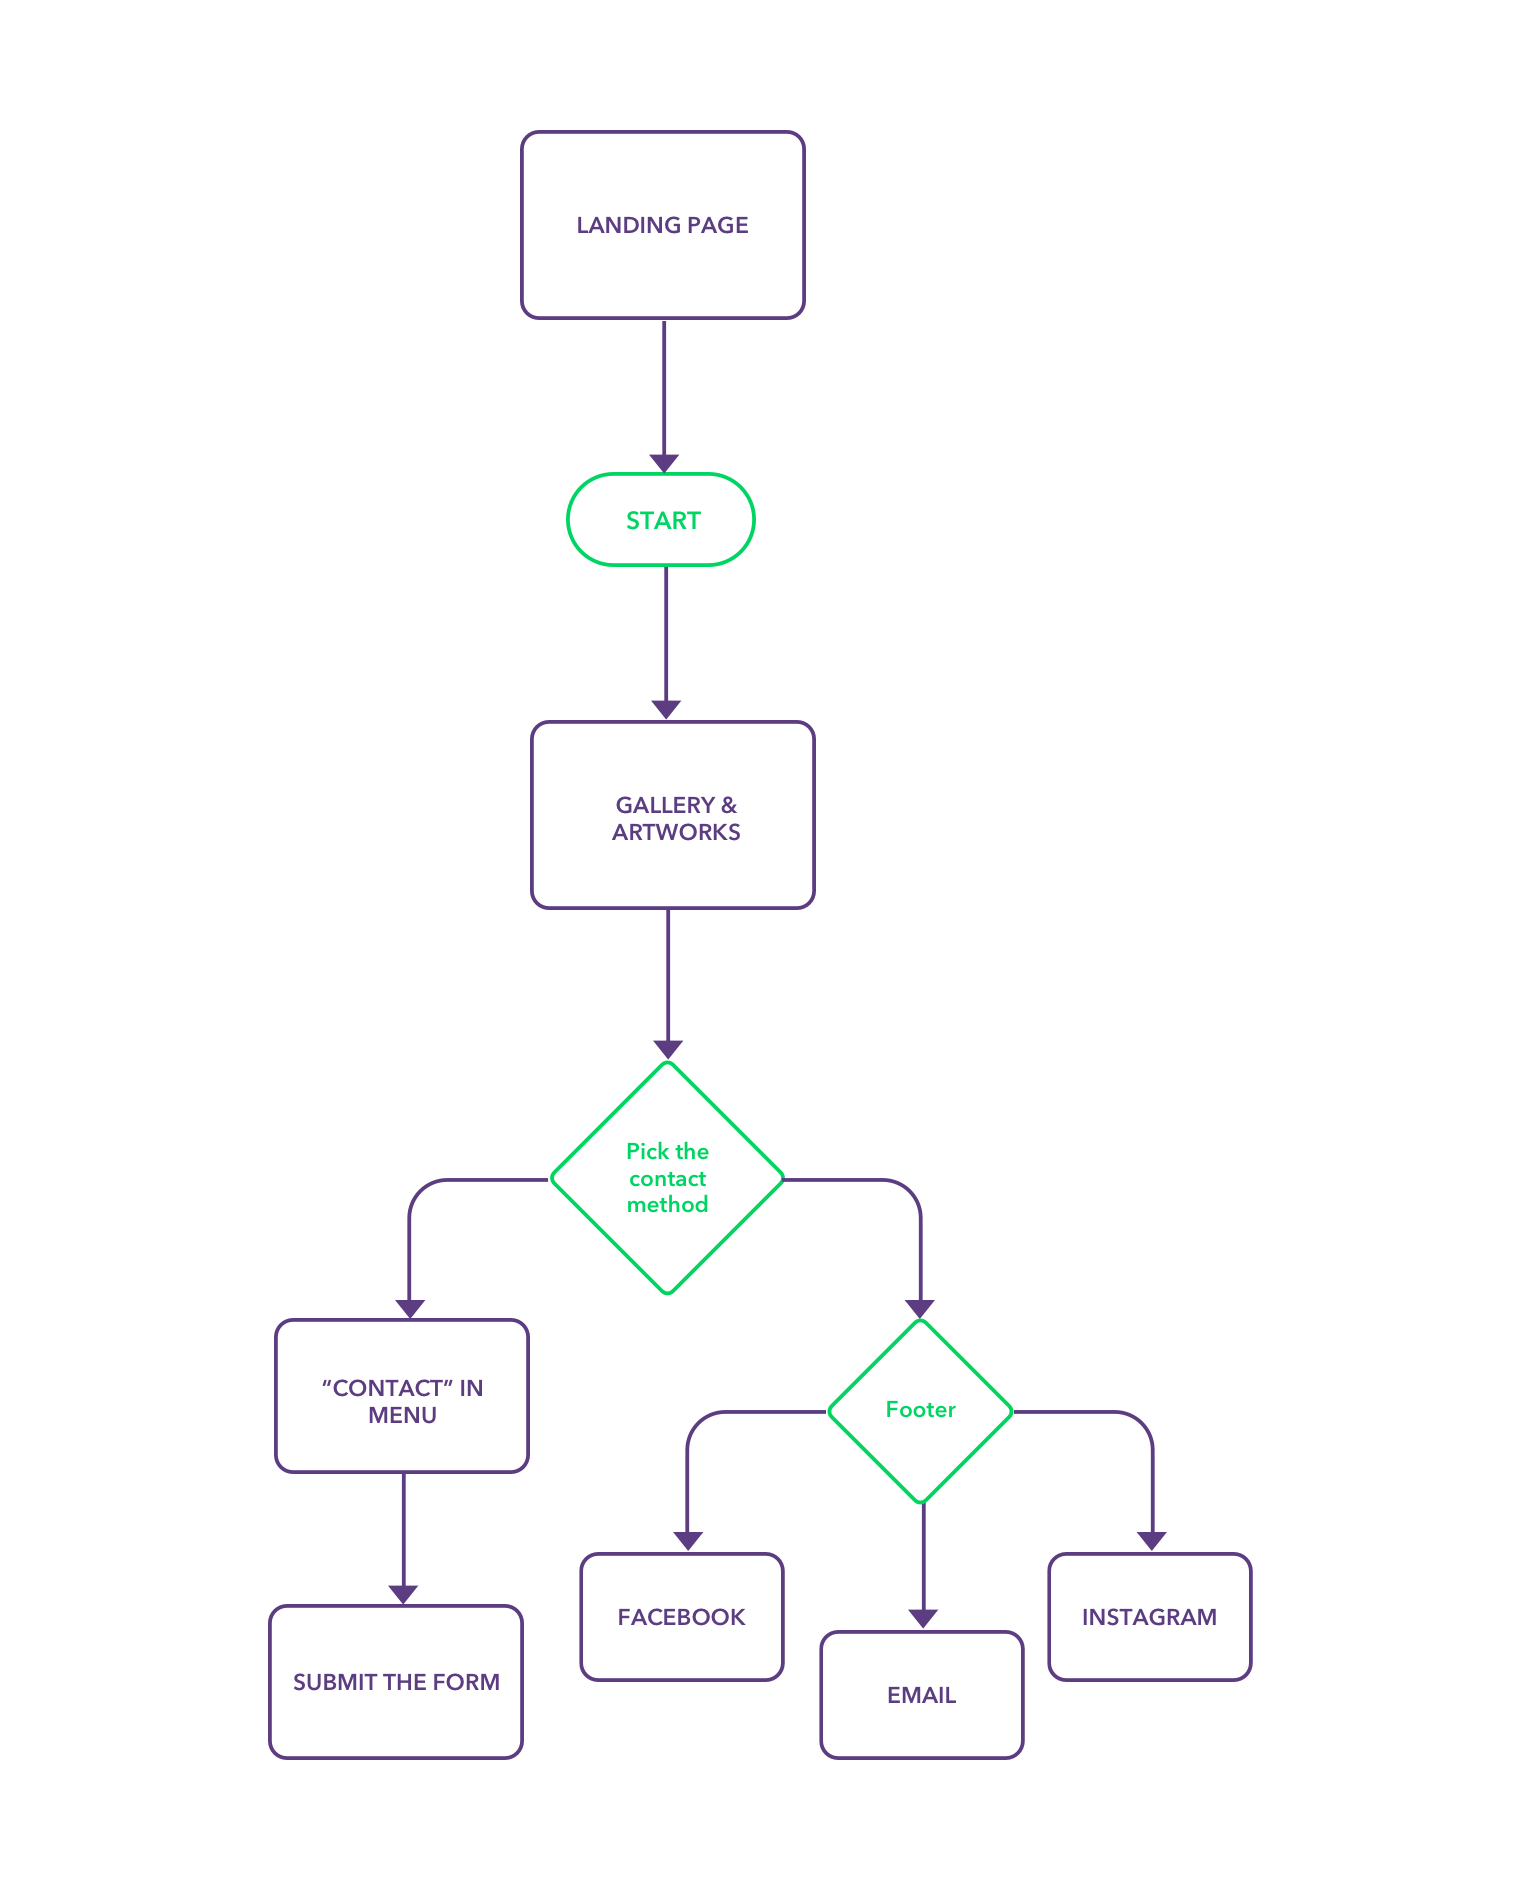 LANDING PAGE
START
GALLERY &
ARTWORKS
Pick the
contact
method
“CONTACT” IN
MENU
Footer
FACEBOOK
INSTAGRAM
SUBMIT THE FORM
EMAIL